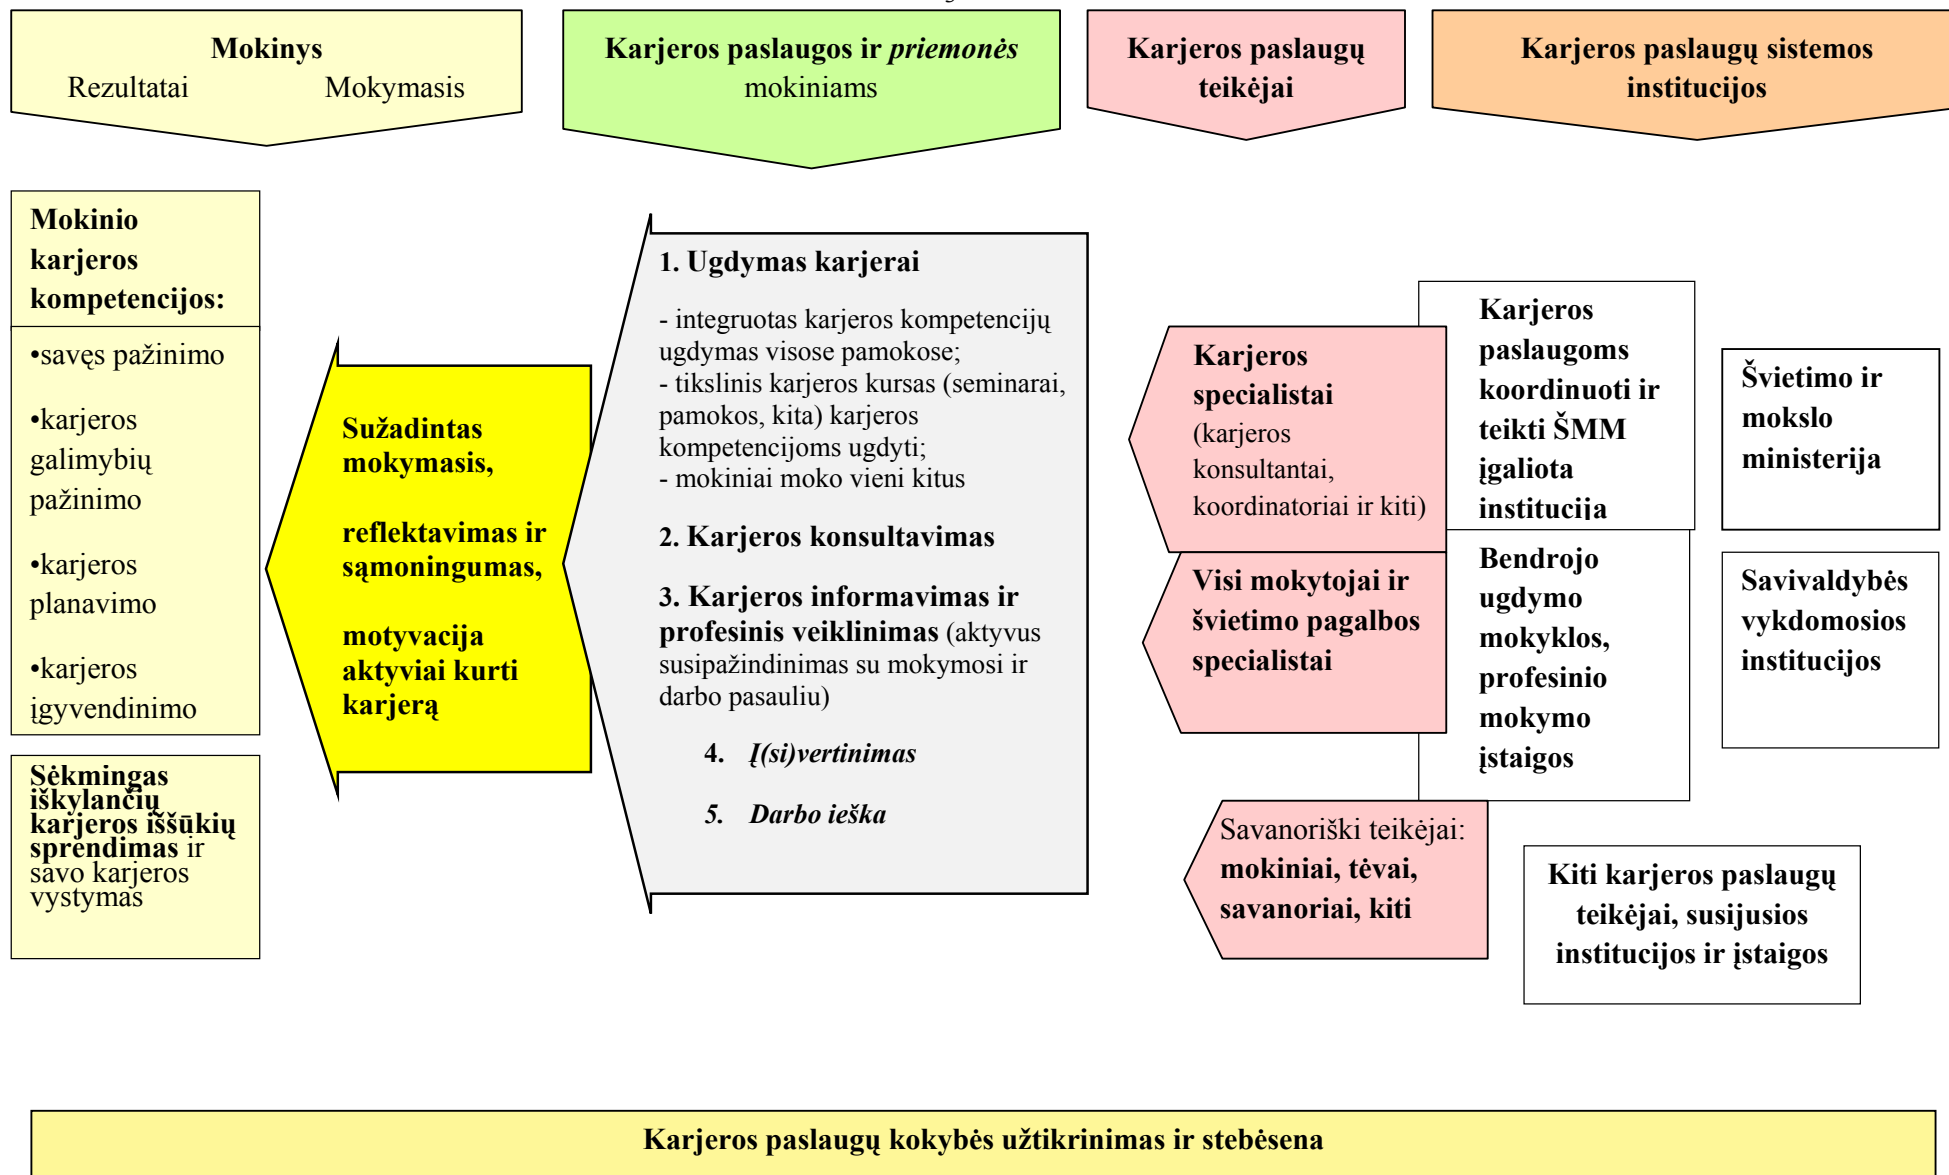 Mokinys
Rezultatai Mokymasis
Karjeros paslaugos ir priemonės
mokiniams
Karjeros paslaugų
teikėjai
Karjeros paslaugų sistemos
institucijos
Mokinio
karjeros
kompetencijos:
•savęs pažinimo
•karjeros
galimybių
pažinimo
•karjeros
planavimo
•karjeros
įgyvendinimo
Sėkmingas
iškylančių
karjeros iššūkių
sprendimas ir
savo karjeros
vystymas
Sužadintas
mokymasis,
reflektavimas ir
sąmoningumas,
motyvacija
aktyviai kurti
karjerą
1. Ugdymas karjerai
- integruotas karjeros kompetencijų
ugdymas visose pamokose;
- tikslinis karjeros kursas (seminarai,
pamokos, kita) karjeros
kompetencijoms ugdyti;
- mokiniai moko vieni kitus
2. Karjeros konsultavimas
3. Karjeros informavimas ir
profesinis veiklinimas (aktyvus
susipažindinimas su mokymosi ir
darbo pasauliu)
4. Į(si)vertinimas
5. Darbo ieška
Karjeros
specialistai
(karjeros
konsultantai,
koordinatoriai ir kiti)
Visi mokytojai ir
švietimo pagalbos
specialistai
Savanoriški teikėjai:
mokiniai, tėvai,
savanoriai, kiti
Karjeros
paslaugoms
koordinuoti ir
teikti ŠMM
įgaliota
institucija
Bendrojo
ugdymo
mokyklos,
profesinio
mokymo
įstaigos
Švietimo ir
mokslo
ministerija
Savivaldybės
vykdomosios
institucijos
Kiti karjeros paslaugų
teikėjai, susijusios
institucijos ir įstaigos
Karjeros paslaugų kokybės užtikrinimas ir stebėsena